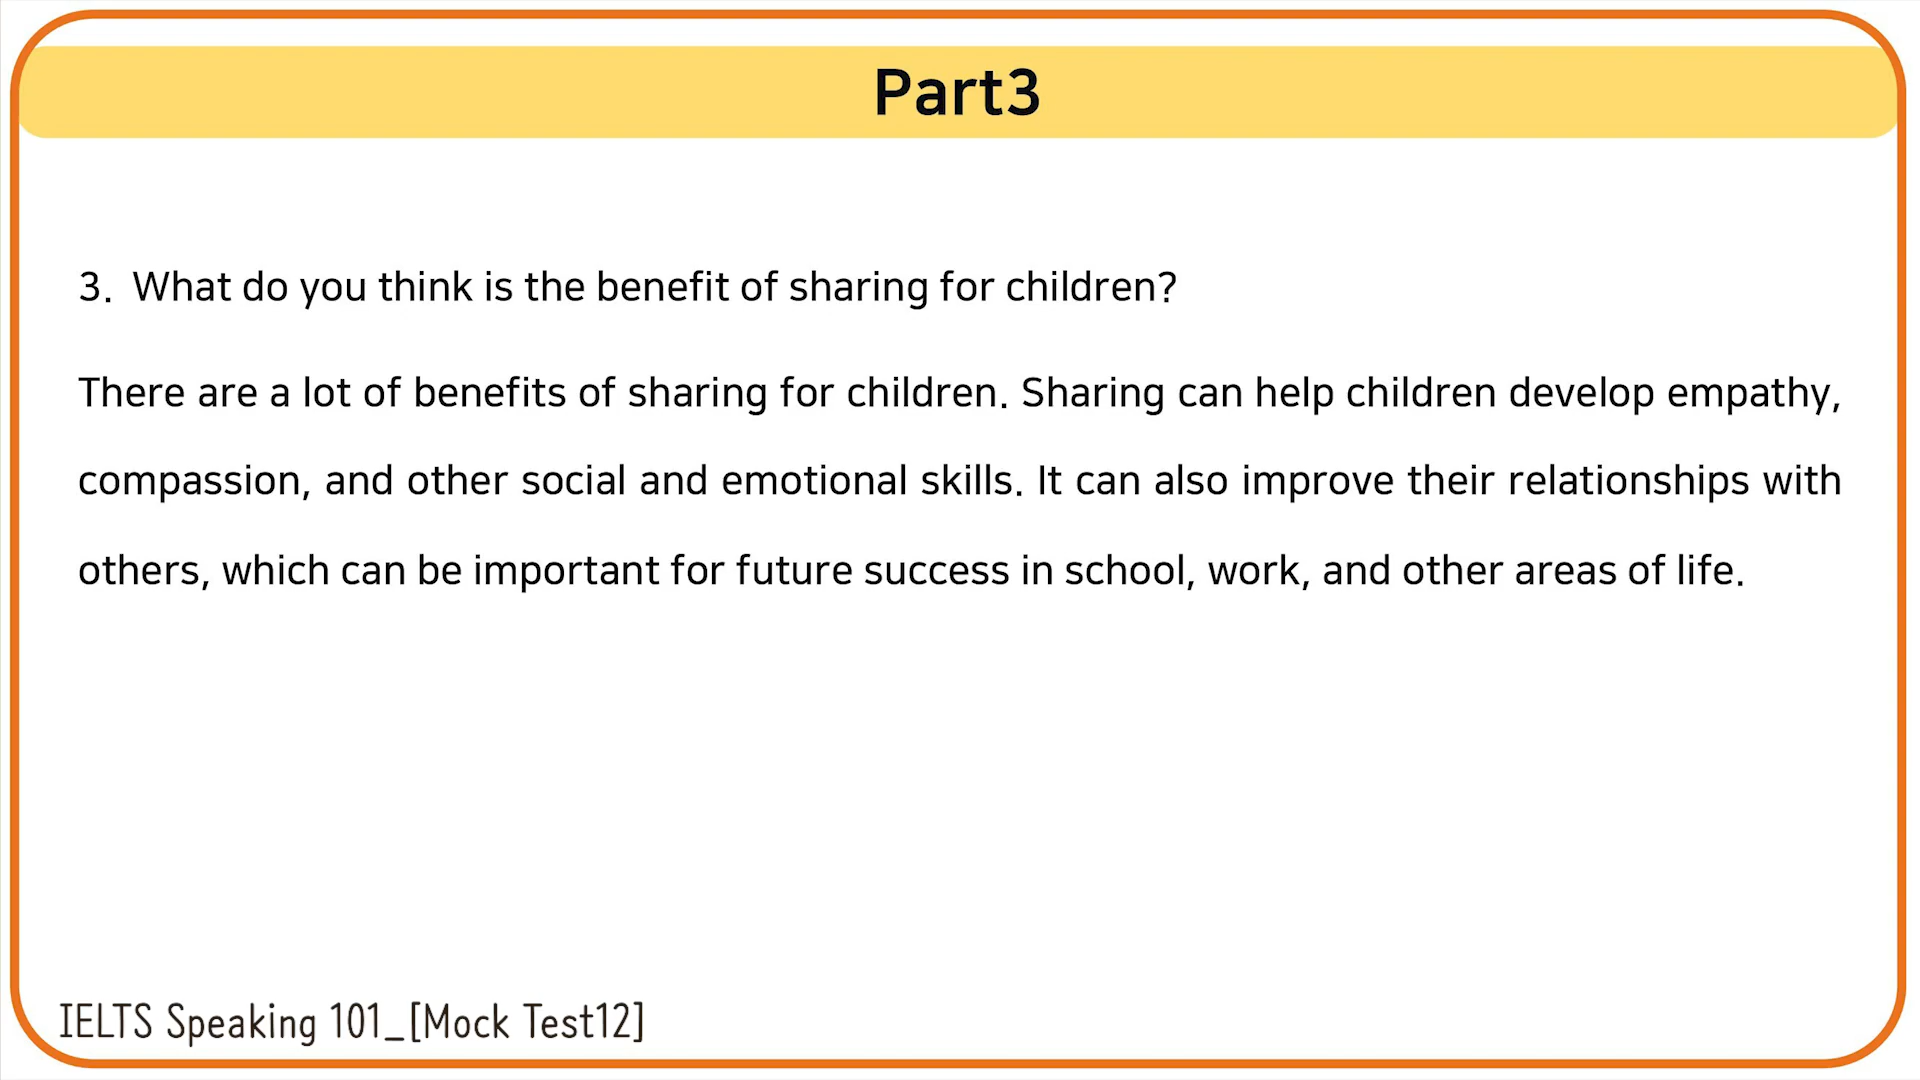 Part3
3. What do you think is the benefit of sharing for children?
There are a lot of benefits of sharing for children. Sharing can help children develop empathy,
compassion, and other social and emotional skills. It can also improve their relationships with
others, which can be important for future success in school, work, and other areas of life.
IELTS Speaking 101_[Mock Test12]